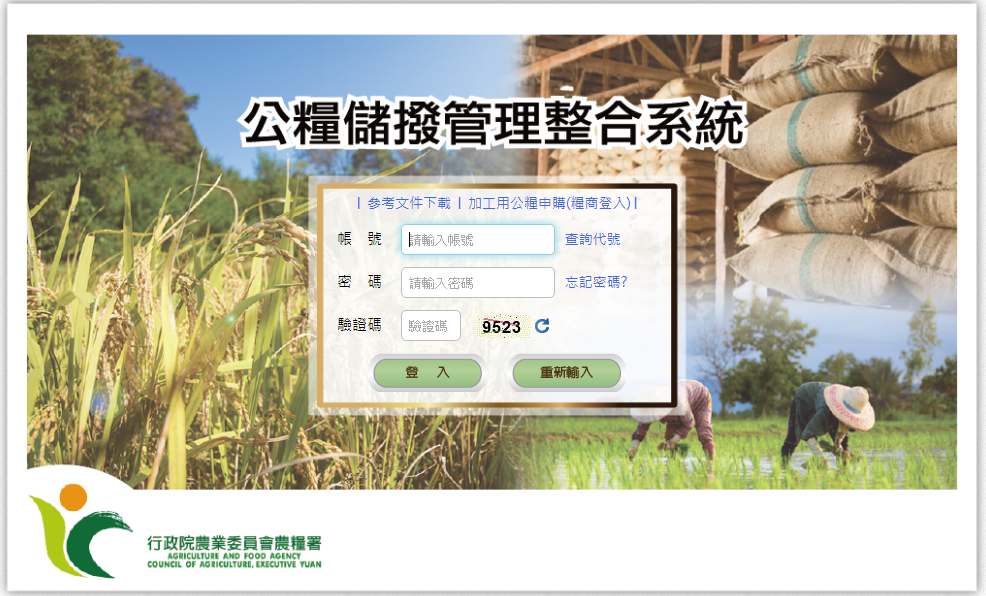 公糧儲撥管理整合系統
| 參考文件下載 | 加工用公糧申購(糧商登入)|
帳 號 請輸入帳號 查詢代號
密 碼 請輸入密碼 忘記密碼?
驗證碼 驗證碼 9523
登 入 重新輸入
行政院農業委員會農糧署
AGRICULTURE AND FOOD AGENCY
COUNCIL OF AGRICULTURE, EXECUTIVE YUAN